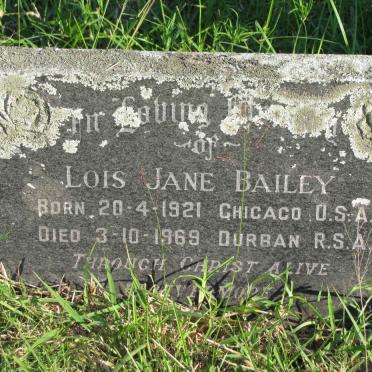 In Loving
of
LOIS JANE BAILEY
BORN 20-4-1921 CHICAGO U.S.A.
DIED 3-10-1969 DURBAN R.S.A.
THROUGH CHRIST ALIVE